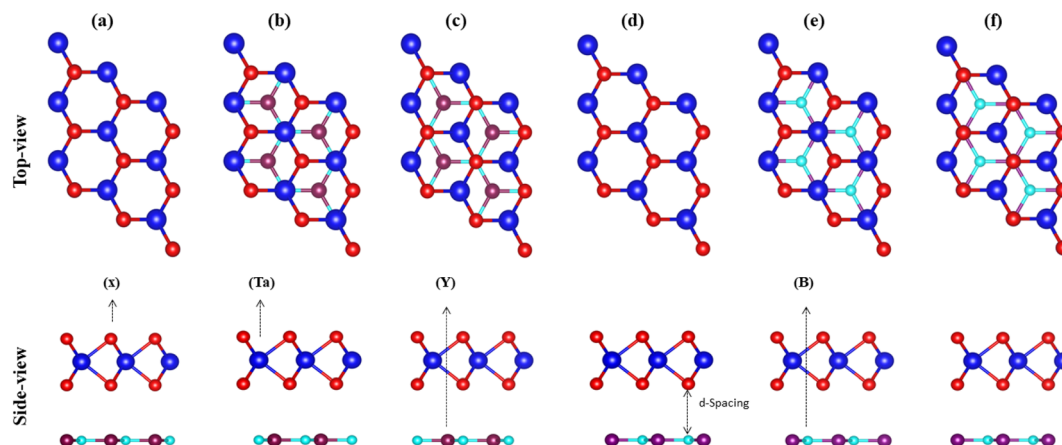 (a) (b) (c) (d) (e) (f)
Top-view
(x) (Ta) (Y) (B)
Side-view
d-Spacing